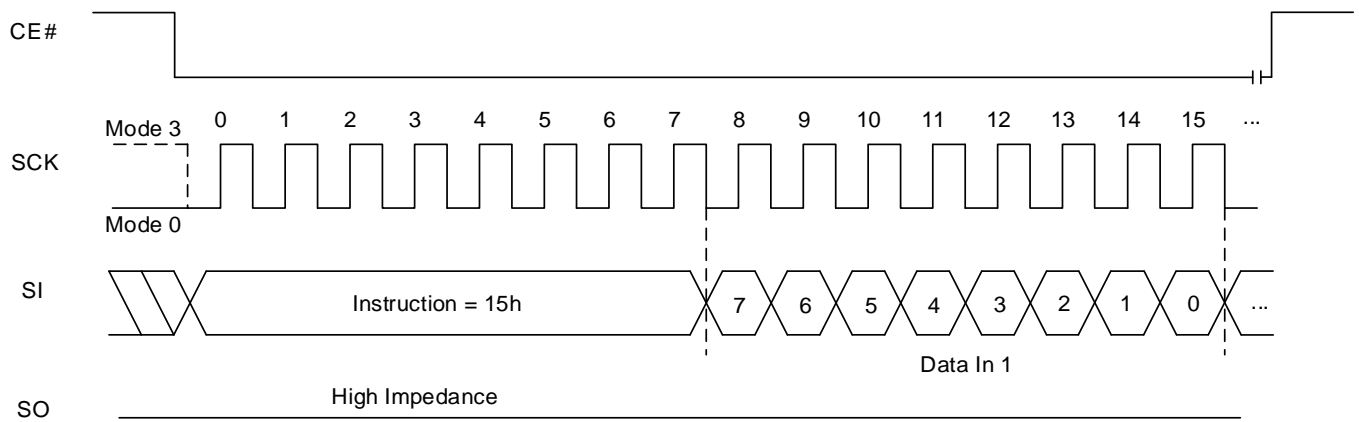 CE#
Mode 3
0 1 2 3 4 5 6 7 8 9 10 11 12 13 14 15 ...
SCK
Mode 0
SI
Instruction = 15h
7 6 5 4 3 2 1 0 ...
Data In 1
High Impedance
SO